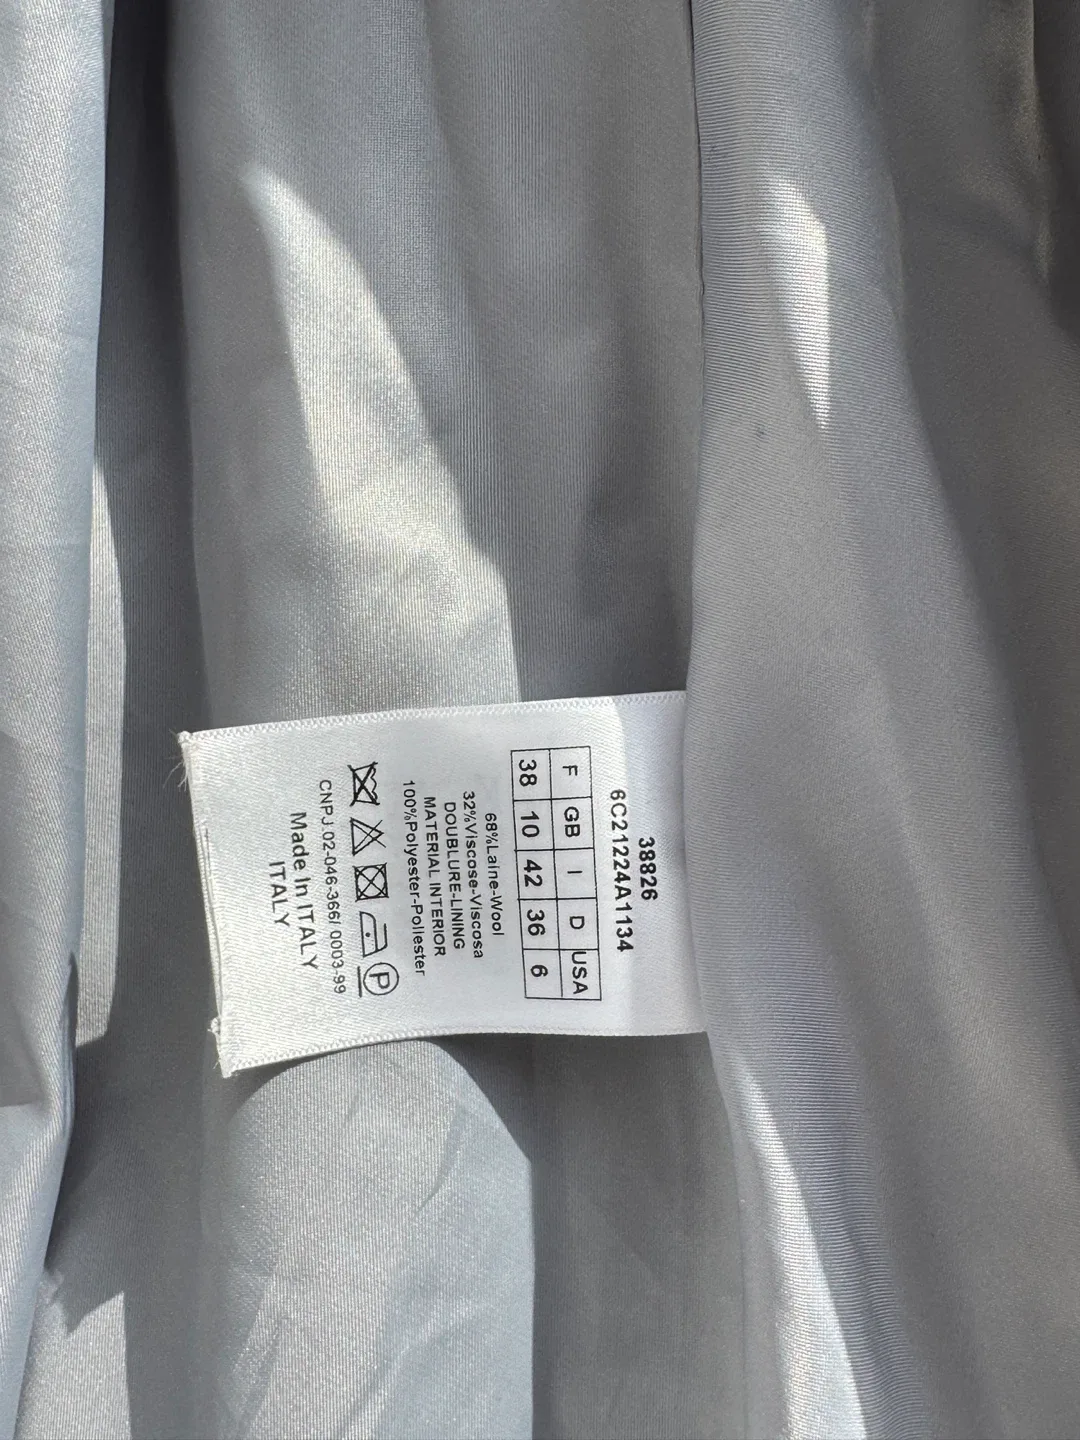 38826
6C21224A1134
F GB I D USA
38 10 42 36 6
68%Laine-Wool
32%Viscose-Viscosa
DOUBLURE-LINING
MATERIAL INTERIOR
100%Polyester-Poliester
P
CNPJ.02-046-366/ 0003-99
Made In ITALY
ITALY